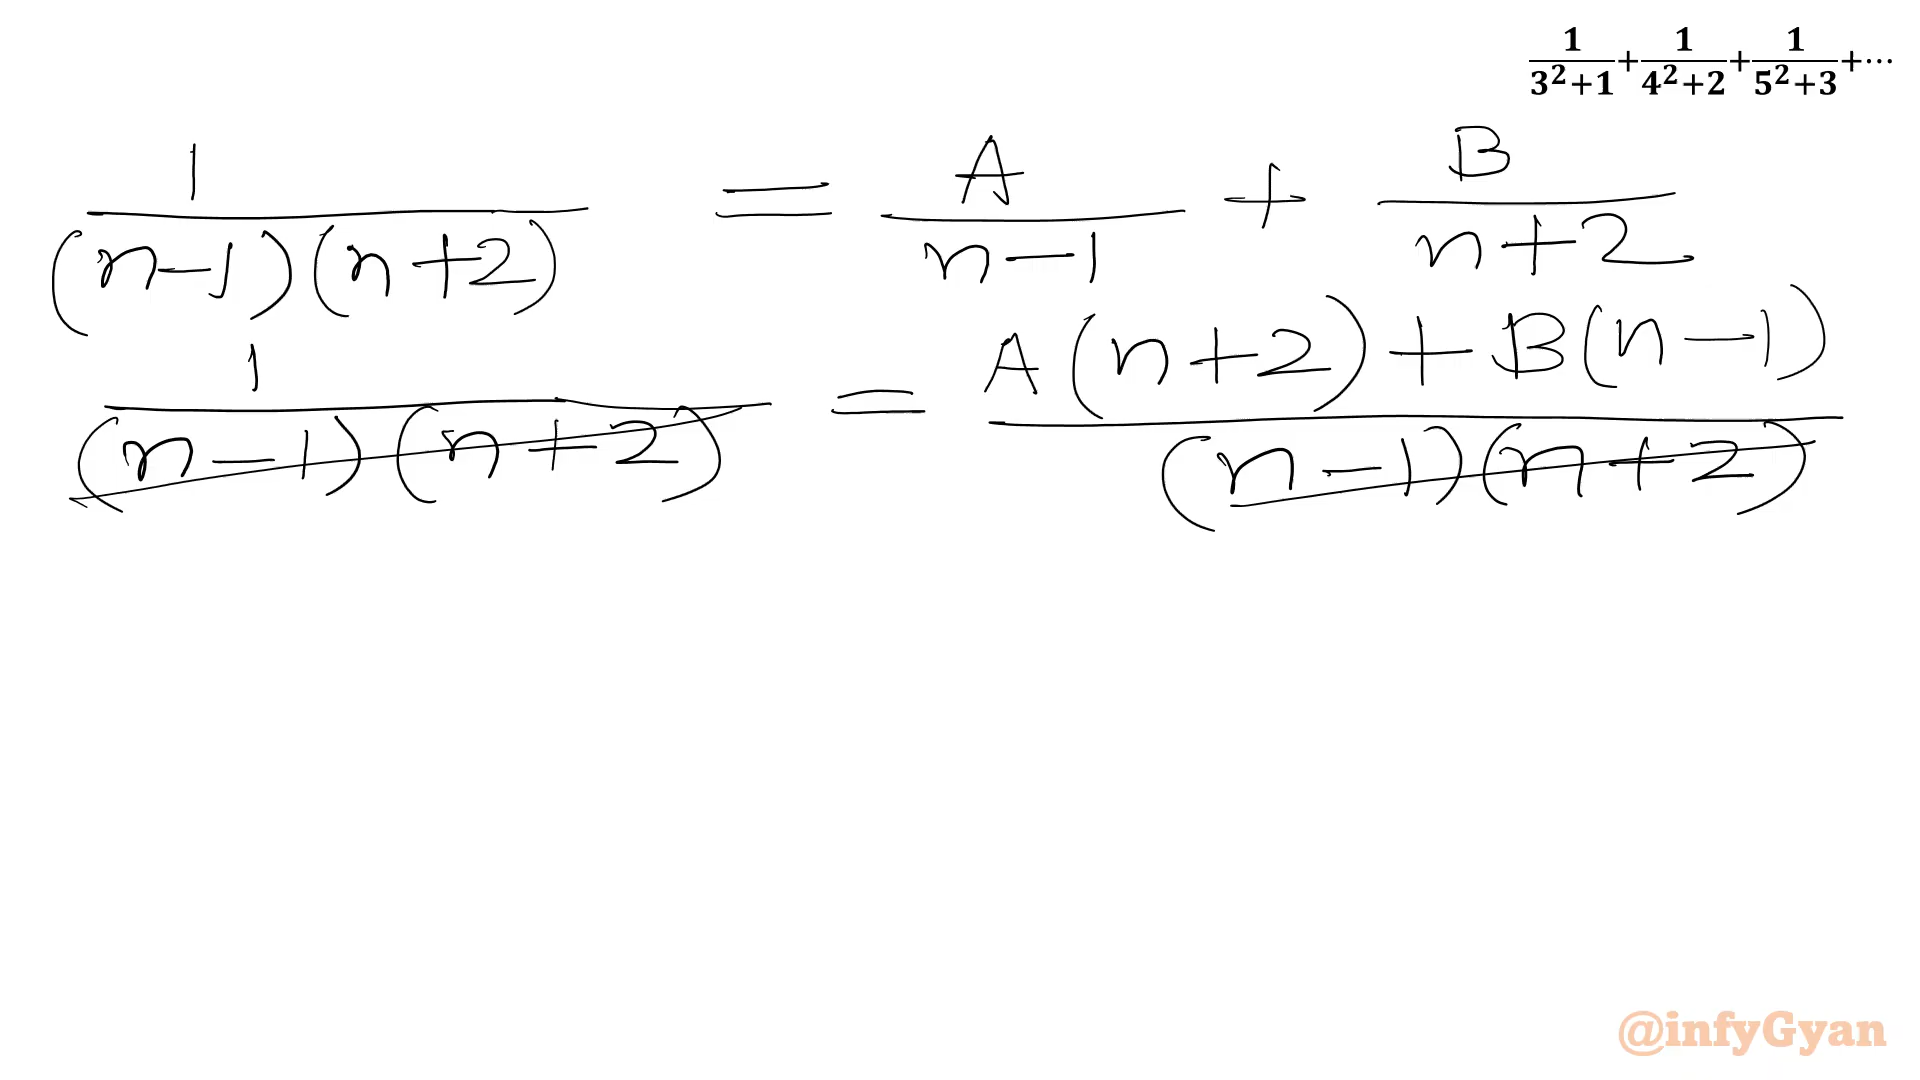 1/(3²+1) + 1/(4²+2) + 1/(5²+3) + ⋯
1/((n-1)(n+2)) = A/(n-1) + B/(n+2)
1/((n-1)(n+2)) = (A(n+2)+B(n-1))/((n-1)(n+2))
@infyGyan